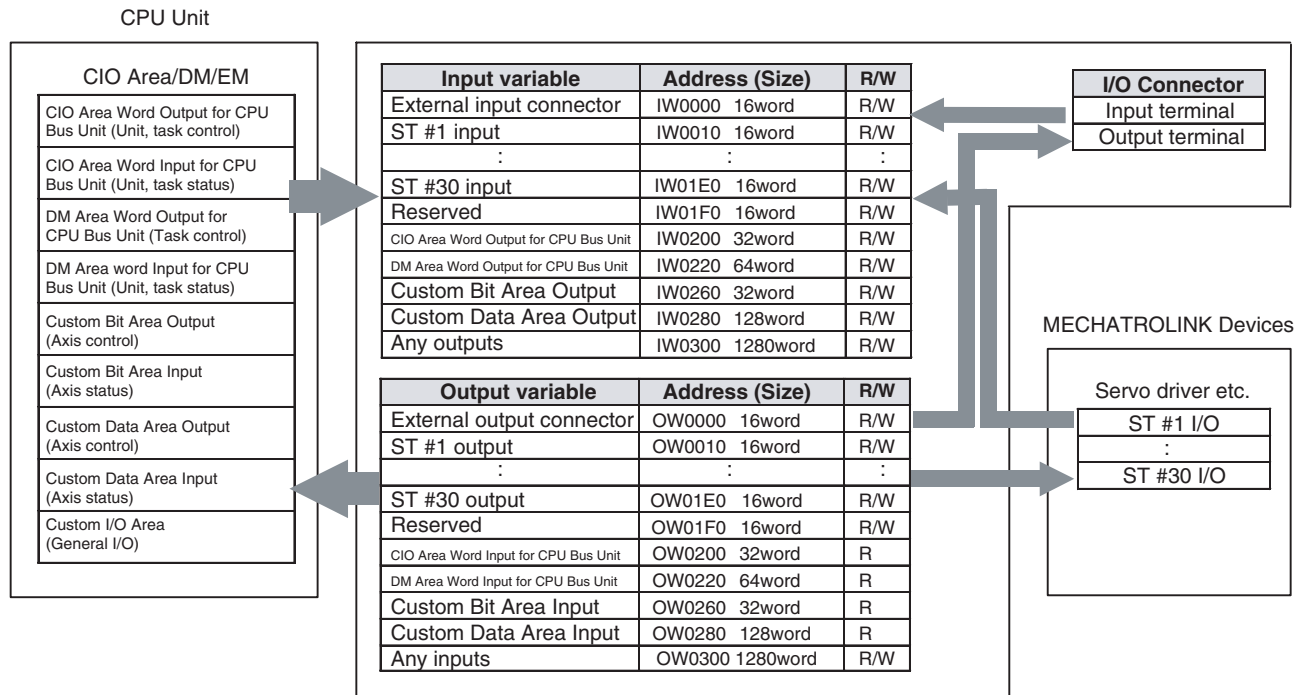 CPU Unit
CIO Area/DM/EM
CIO Area Word Output for CPU
Bus Unit (Unit, task control)
CIO Area Word Input for CPU
Bus Unit (Unit, task status)
DM Area Word Output for
CPU Bus Unit (Task control)
DM Area word Input for CPU
Bus Unit (Unit, task status)
Custom Bit Area Output
(Axis control)
Custom Bit Area Input
(Axis status)
Custom Data Area Output
(Axis control)
Custom Data Area Input
(Axis status)
Custom I/O Area
(General I/O)
Input variable Address (Size) R/W
External input connector IW0000 16word R/W
ST #1 input IW0010 16word R/W
: : :
ST #30 input IW01E0 16word R/W
Reserved IW01F0 16word R/W
CIO Area Word Output for CPU Bus Unit IW0200 32word R/W
DM Area Word Output for CPU Bus Unit IW0220 64word R/W
Custom Bit Area Output IW0260 32word R/W
Custom Data Area Output IW0280 128word R/W
Any outputs IW0300 1280word R/W
Output variable Address (Size) R/W
External output connector OW0000 16word R/W
ST #1 output OW0010 16word R/W
: : :
ST #30 output OW01E0 16word R/W
Reserved OW01F0 16word R/W
CIO Area Word Input for CPU Bus Unit OW0200 32word R
DM Area Word Input for CPU Bus Unit OW0220 64word R
Custom Bit Area Input OW0260 32word R
Custom Data Area Input OW0280 128word R
Any inputs OW0300 1280word R/W
I/O Connector
Input terminal
Output terminal
MECHATROLINK Devices
Servo driver etc.
ST #1 I/O
:
ST #30 I/O